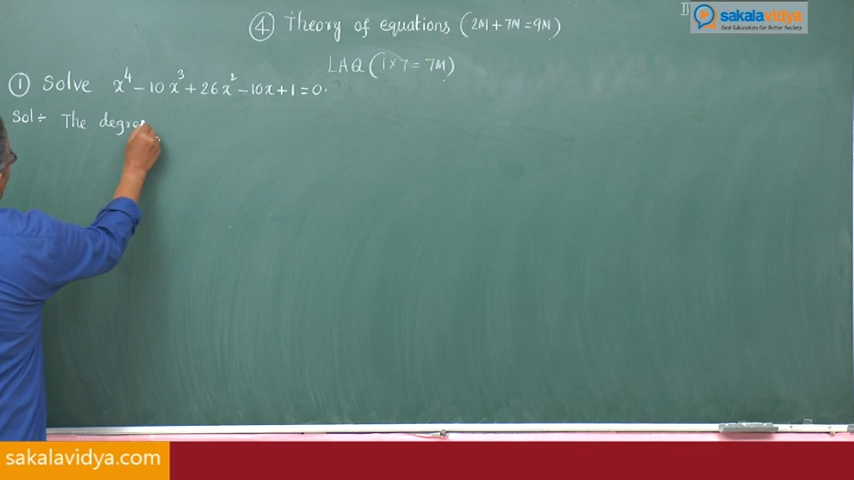 ④ Theory of equations (2M + 7M = 9M)
II
sakalavidya
Best Education for Better Society
LAQ (1×7 = 7M)
① Solve x⁴ - 10x³ + 26x² - 10x + 1 = 0.
Sol:- The degre
sakalavidya.com